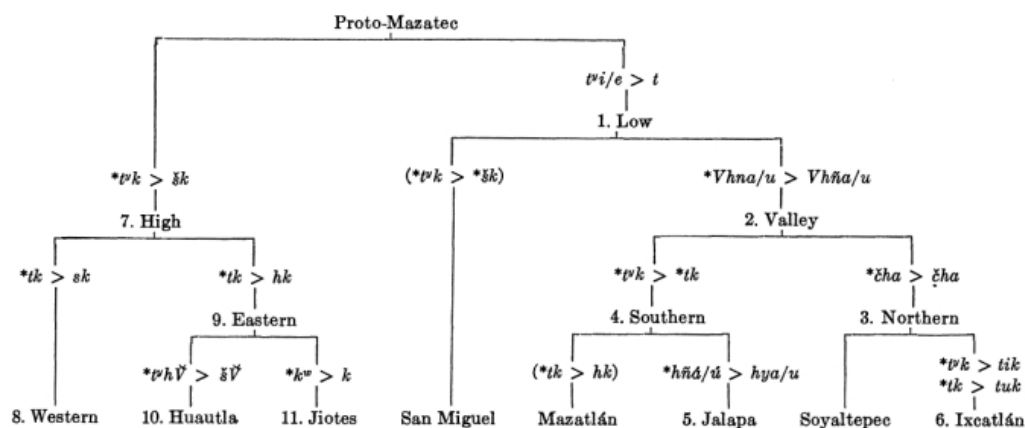 Proto-Mazatec
tʸi/e > t
1. Low
*tʸk > šk (*tʸk > *šk) *Vhna/u > Vhña/u
7. High 2. Valley
*tk > sk *tk > hk *tʸk > *tk *čha > č̣ha
9. Eastern 4. Southern 3. Northern
*tʸhV̌ > šV̌ *kʷ > k (*tk > hk) *hñá/ú > hya/u *tʸk > tik
*tk > tuk
8. Western 10. Huautla 11. Jiotes San Miguel Mazatlán 5. Jalapa Soyaltepec 6. Ixcatlán